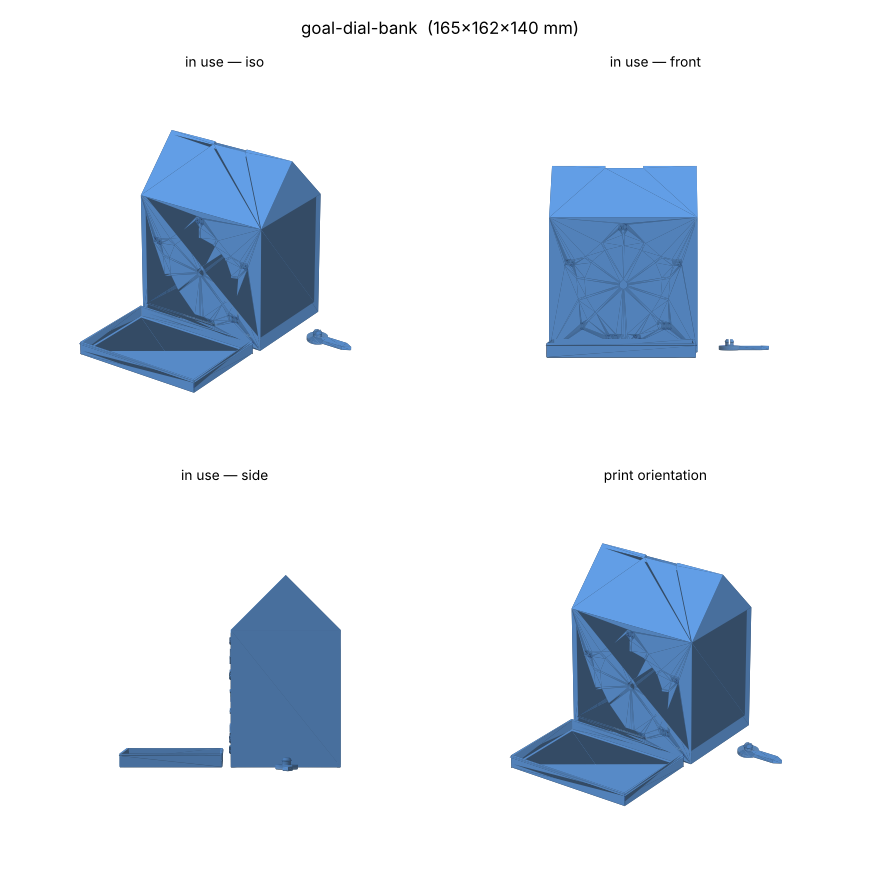 goal-dial-bank (165×162×140 mm)
in use — iso
in use — front
in use — side
print orientation